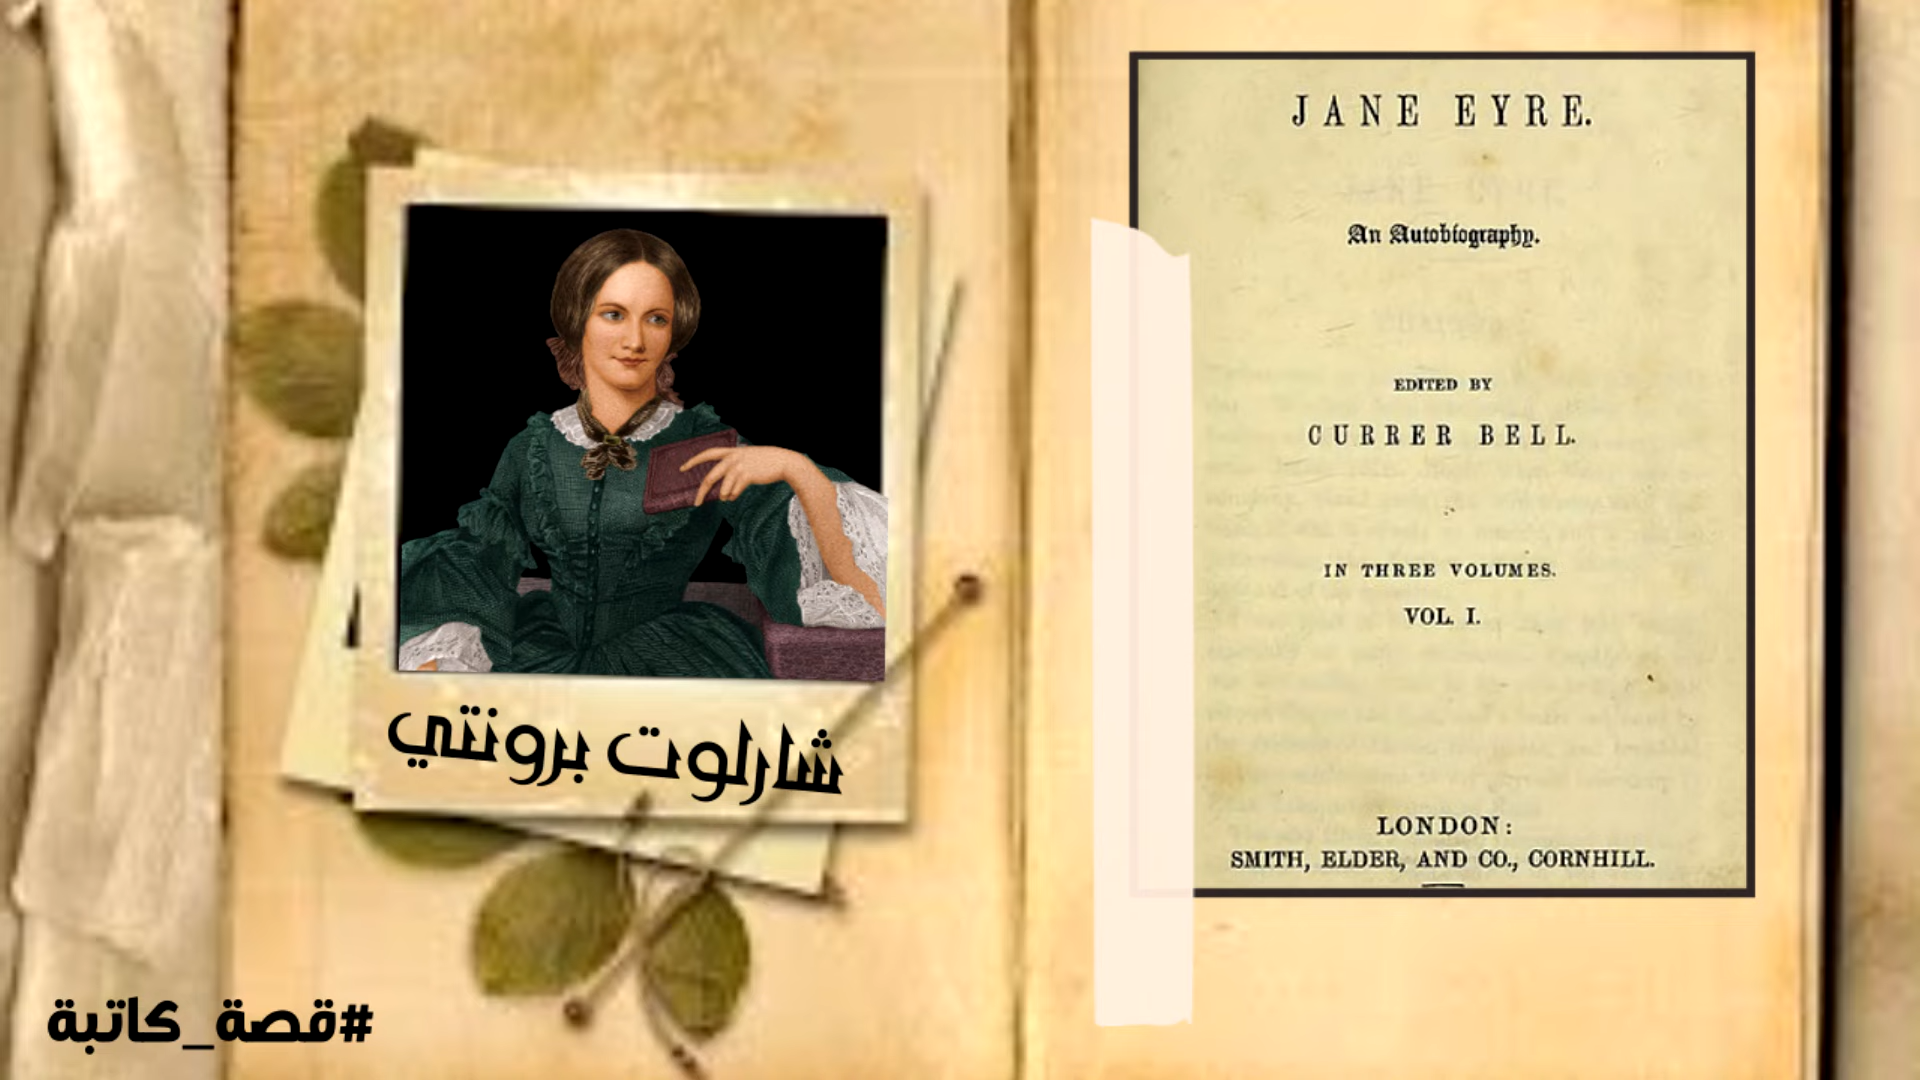 شارلوت برونتي
#قصة_كاتبة
JANE EYRE.
An Autobiography.
EDITED BY
CURRER BELL.
IN THREE VOLUMES.
VOL. I.
LONDON:
SMITH, ELDER, AND CO., CORNHILL.